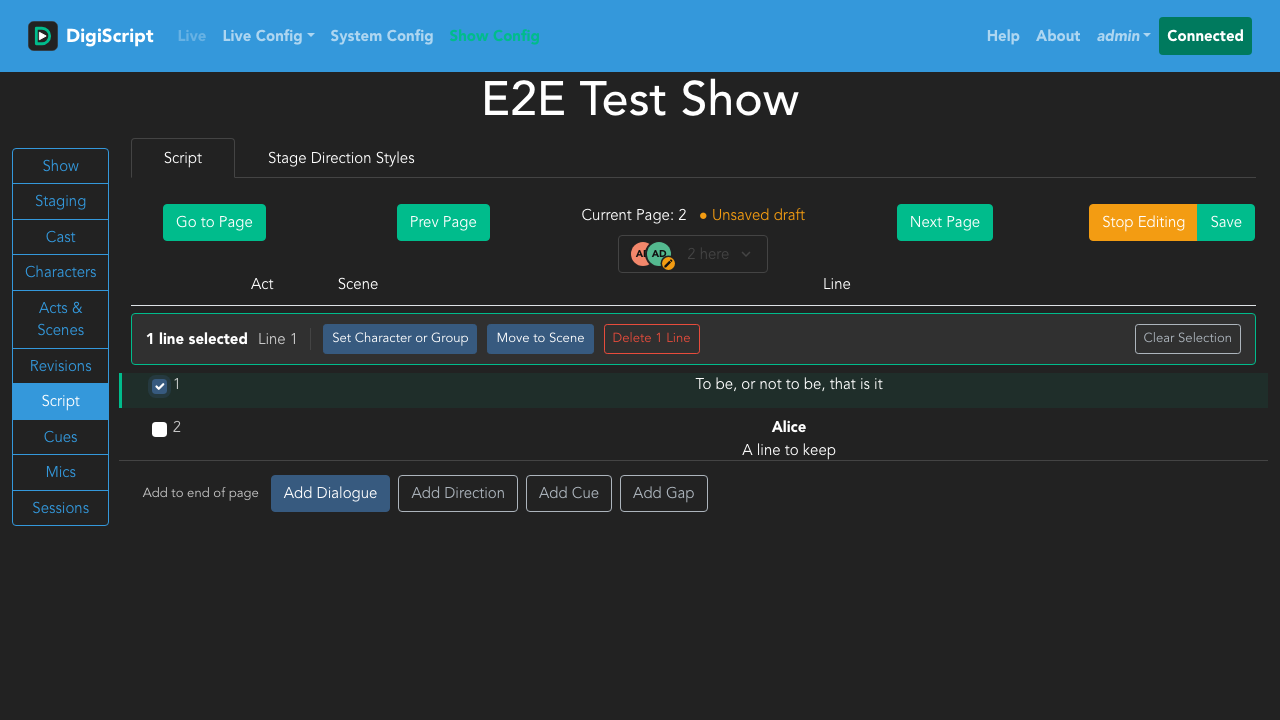 DigiScript
Live
Live Config
System Config
Show Config
Help
About
admin
Connected
E2E Test Show
Show
Staging
Cast
Characters
Acts &
Scenes
Revisions
Script
Cues
Mics
Sessions
Script
Stage Direction Styles
Go to Page
Prev Page
Current Page: 2
● Unsaved draft
Next Page
Stop Editing
Save
AD
2 here
Act
Scene
Line
1 line selected
Line 1
Set Character or Group
Move to Scene
Delete 1 Line
Clear Selection
1
To be, or not to be, that is it
2
Alice
A line to keep
Add to end of page
Add Dialogue
Add Direction
Add Cue
Add Gap